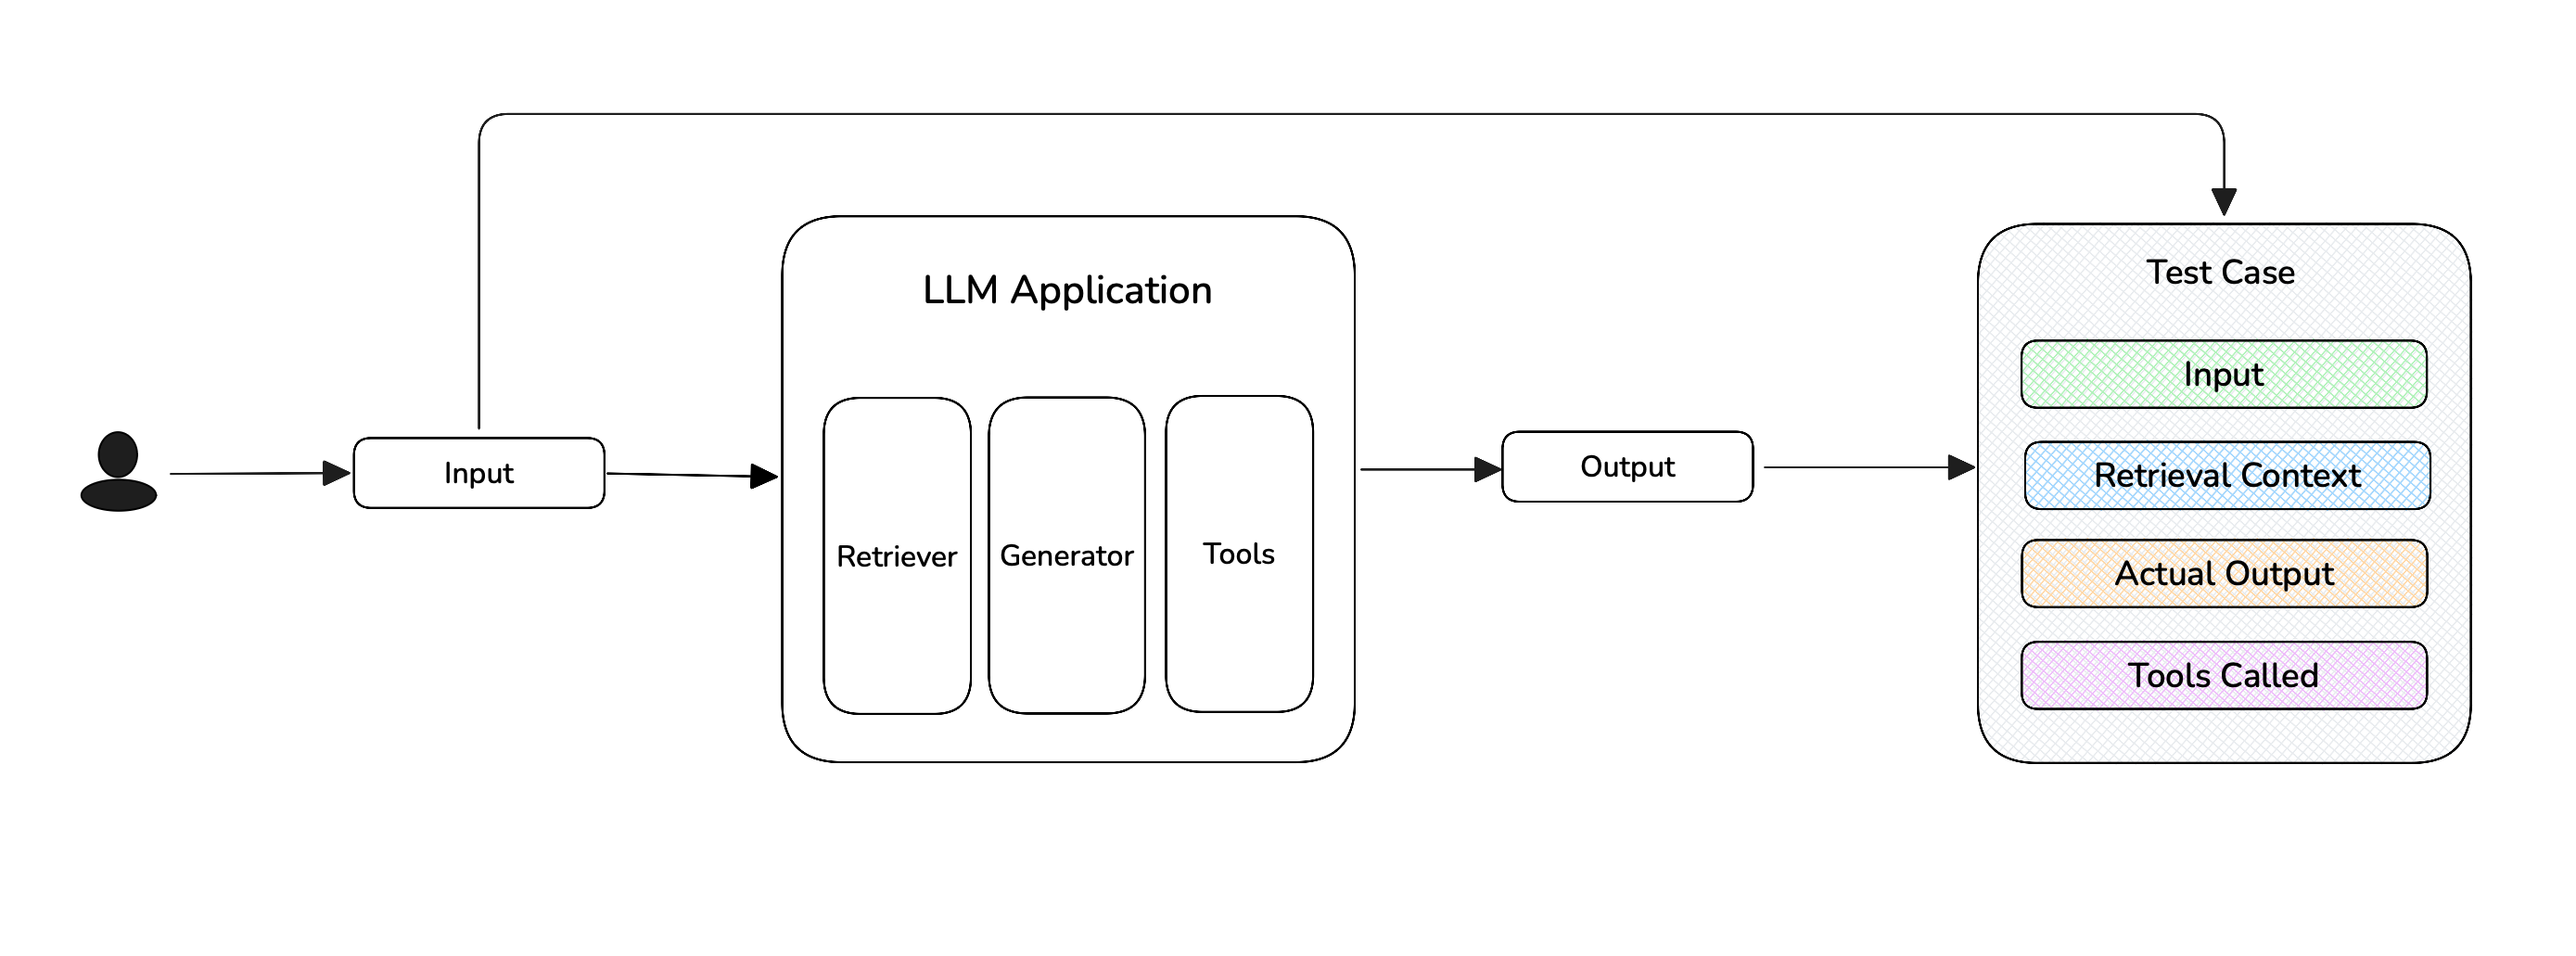 Input
LLM Application
Retriever
Generator
Tools
Output
Test Case
Input
Retrieval Context
Actual Output
Tools Called